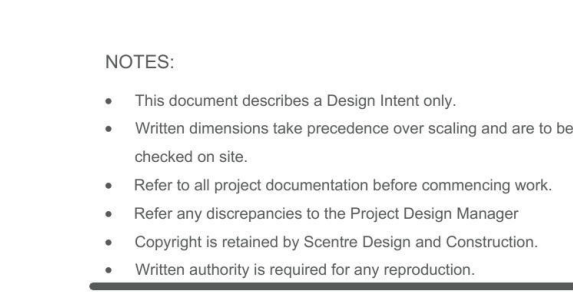 NOTES:
• This document describes a Design Intent only.
• Written dimensions take precedence over scaling and are to be
checked on site.
• Refer to all project documentation before commencing work.
• Refer any discrepancies to the Project Design Manager
• Copyright is retained by Scentre Design and Construction.
• Written authority is required for any reproduction.